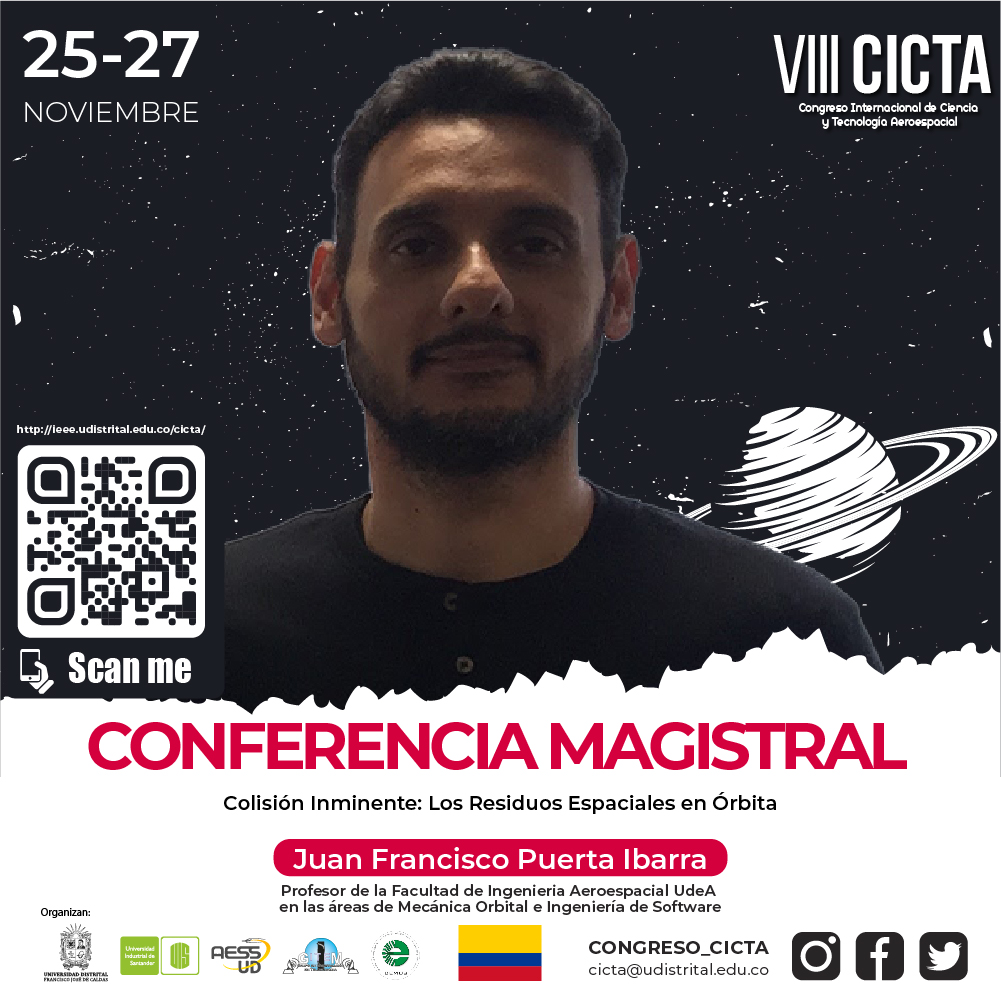 25-27
NOVIEMBRE
VIII CICTA
Congreso Internacional de Ciencia
y Tecnología Aeroespacial
http://ieee.udistrital.edu.co/cicta/
Scan me
CONFERENCIA MAGISTRAL
Colisión Inminente: Los Residuos Espaciales en Órbita
Juan Francisco Puerta Ibarra
Profesor de la Facultad de Ingenieria Aeroespacial UdeA
en las áreas de Mecánica Orbital e Ingeniería de Software
Organizan:
UNIVERSIDAD DISTRITAL
FRANCISCO JOSÉ DE CALDAS
Universidad
Industrial de
Santander
UIS
AESS
UD
CONGRESO_CICTA
cicta@udistrital.edu.co